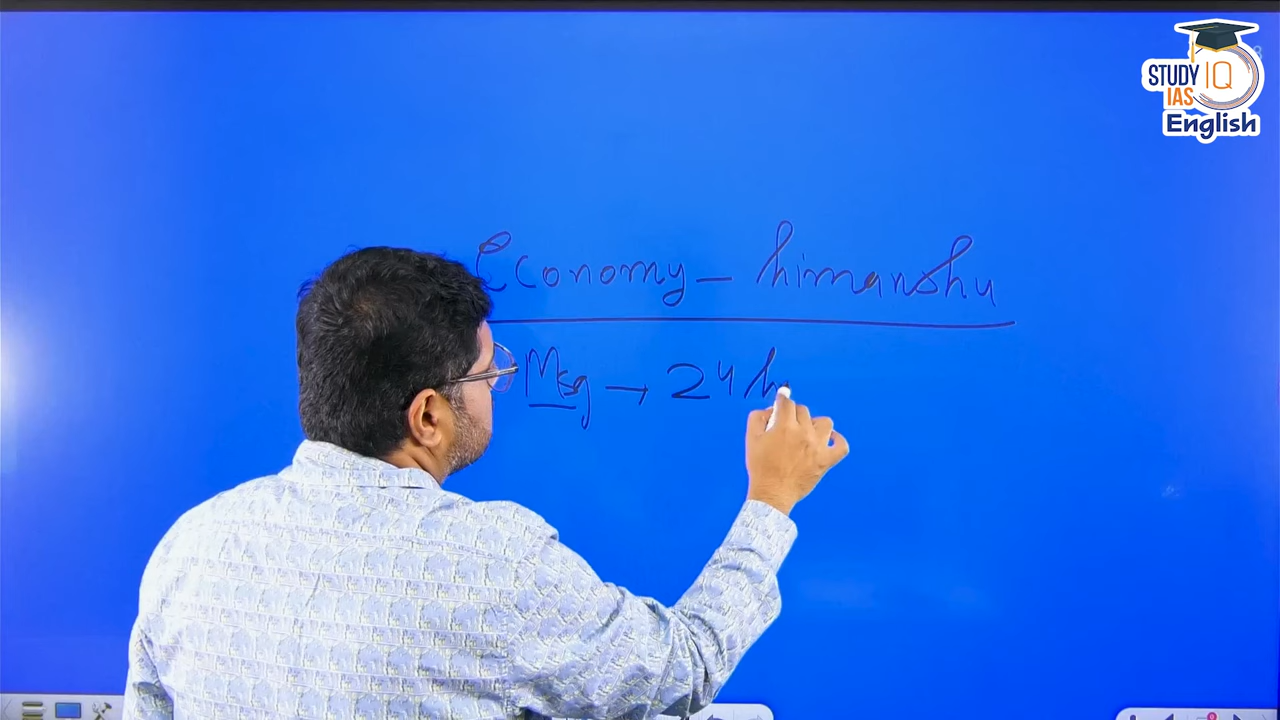 STUDY IQ
IAS
English
Economy - himanshu
Msg → 24 h